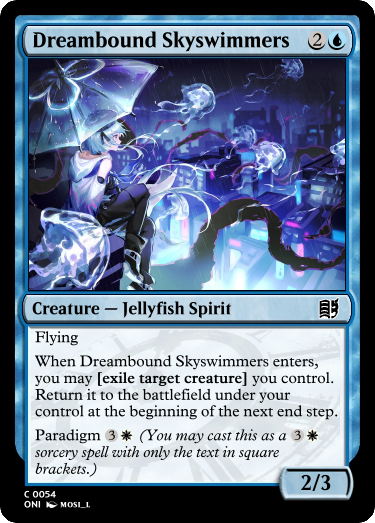 Dreambound Skyswimmers 2
Creature — Jellyfish Spirit
Flying
When Dreambound Skyswimmers enters,
you may [exile target creature] you control.
Return it to the battlefield under your
control at the beginning of the next end step.
Paradigm 3 (You may cast this as a 3
sorcery spell with only the text in square
brackets.)
2/3
C 0054
ONI MOSI_L